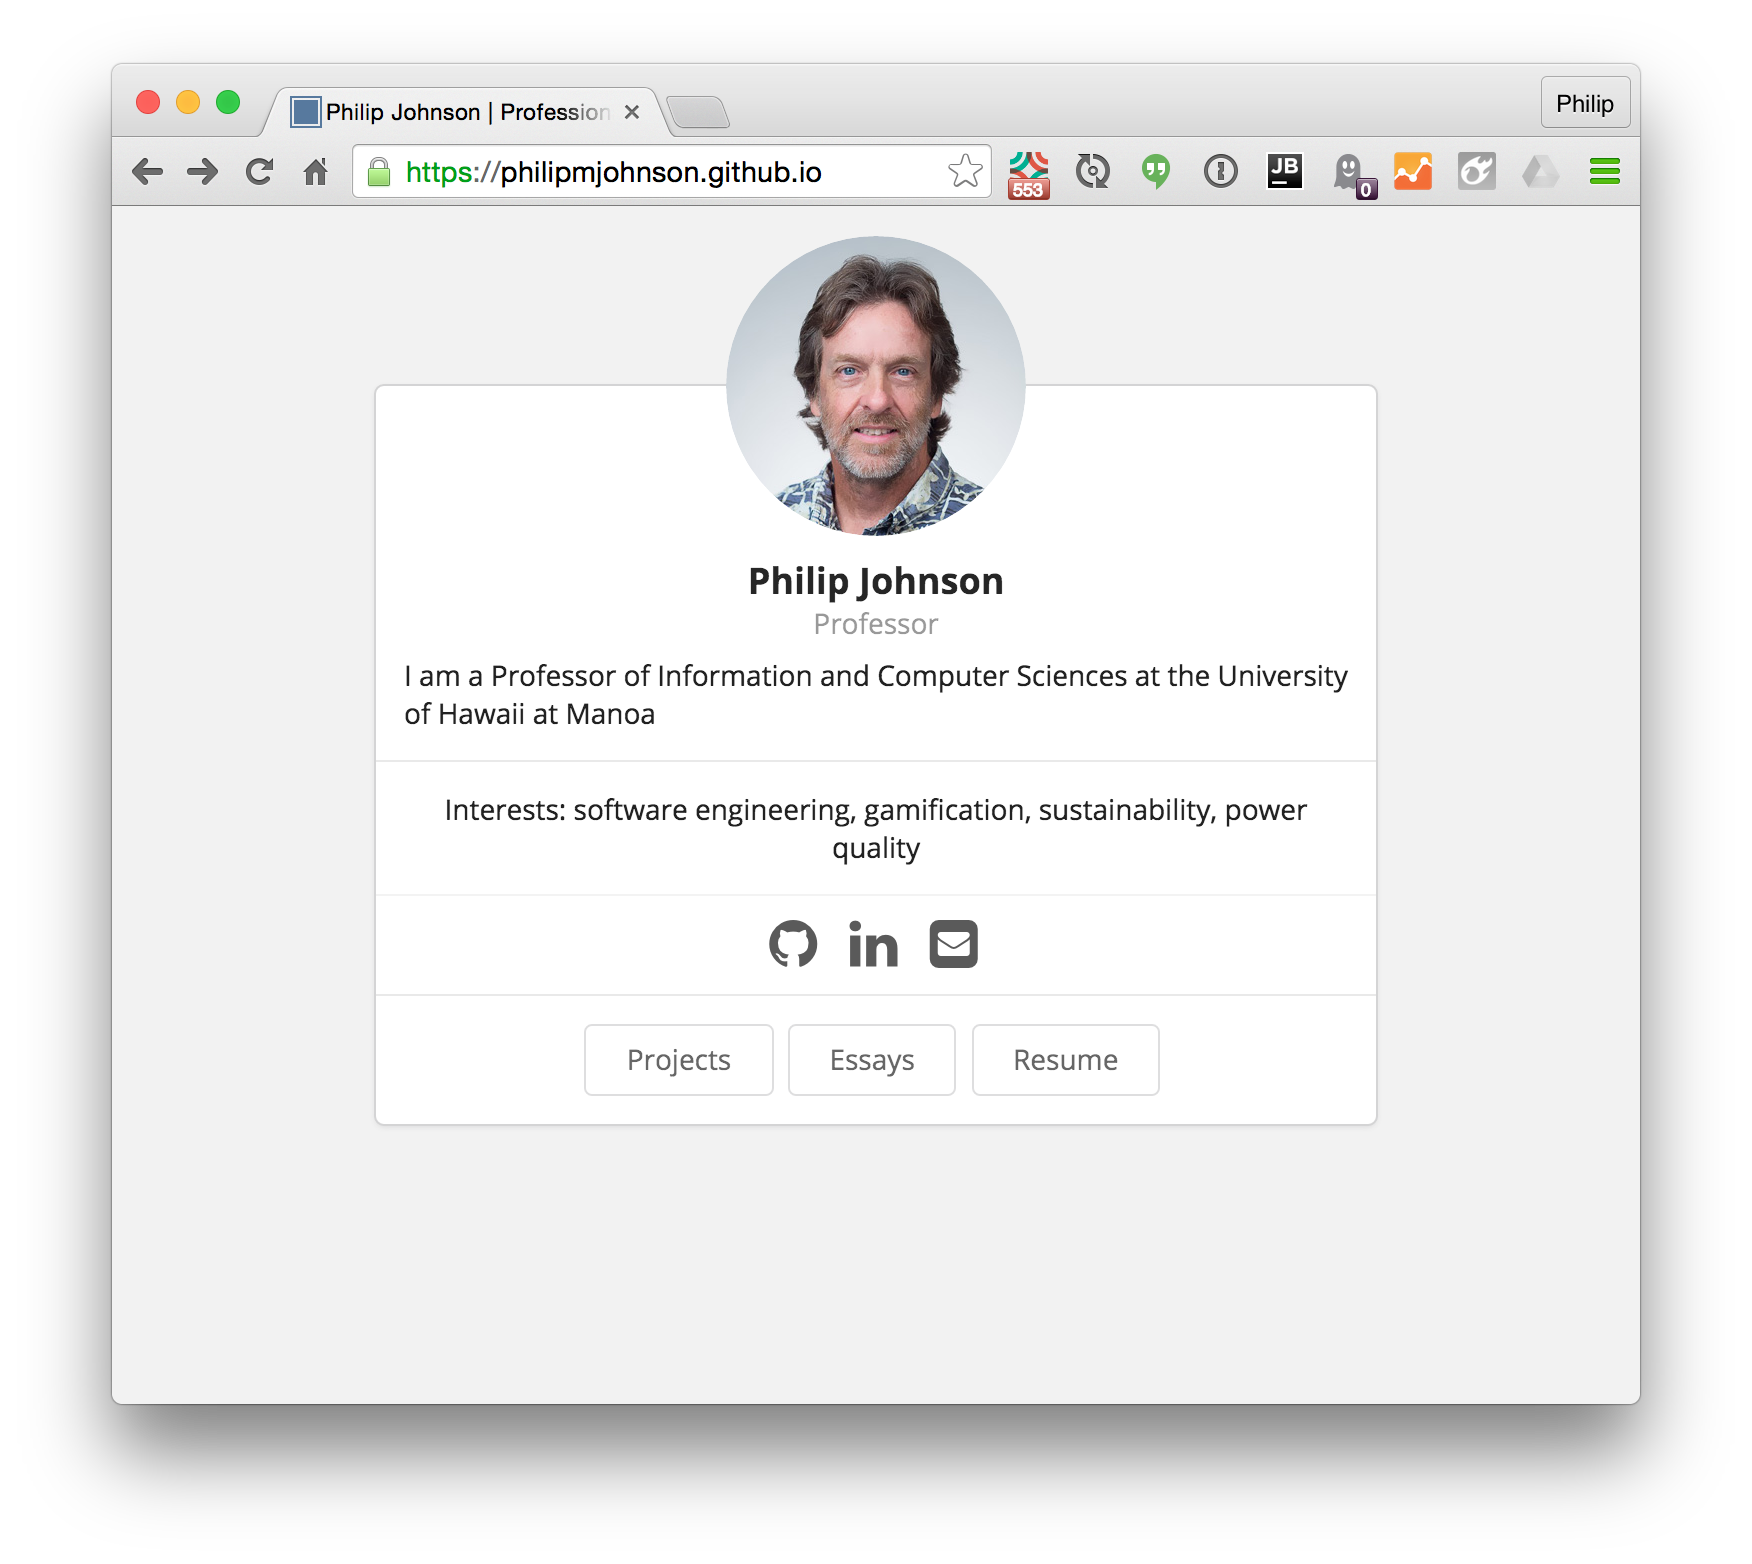 Philip Johnson | Profession
Philip
https://philipmjohnson.github.io
553
JB
0
Philip Johnson
Professor
I am a Professor of Information and Computer Sciences at the University
of Hawaii at Manoa
Interests: software engineering, gamification, sustainability, power
quality
in
Projects
Essays
Resume